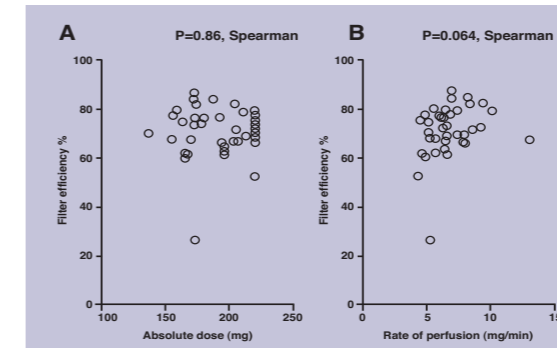 A
P=0.86, Spearman
100
80
60
40
20
0
Filter efficiency %
100
150
200
250
Absolute dose (mg)
B
P=0.064, Spearman
100
80
60
40
20
0
Filter efficiency %
0
5
10
15
Rate of perfusion (mg/min)